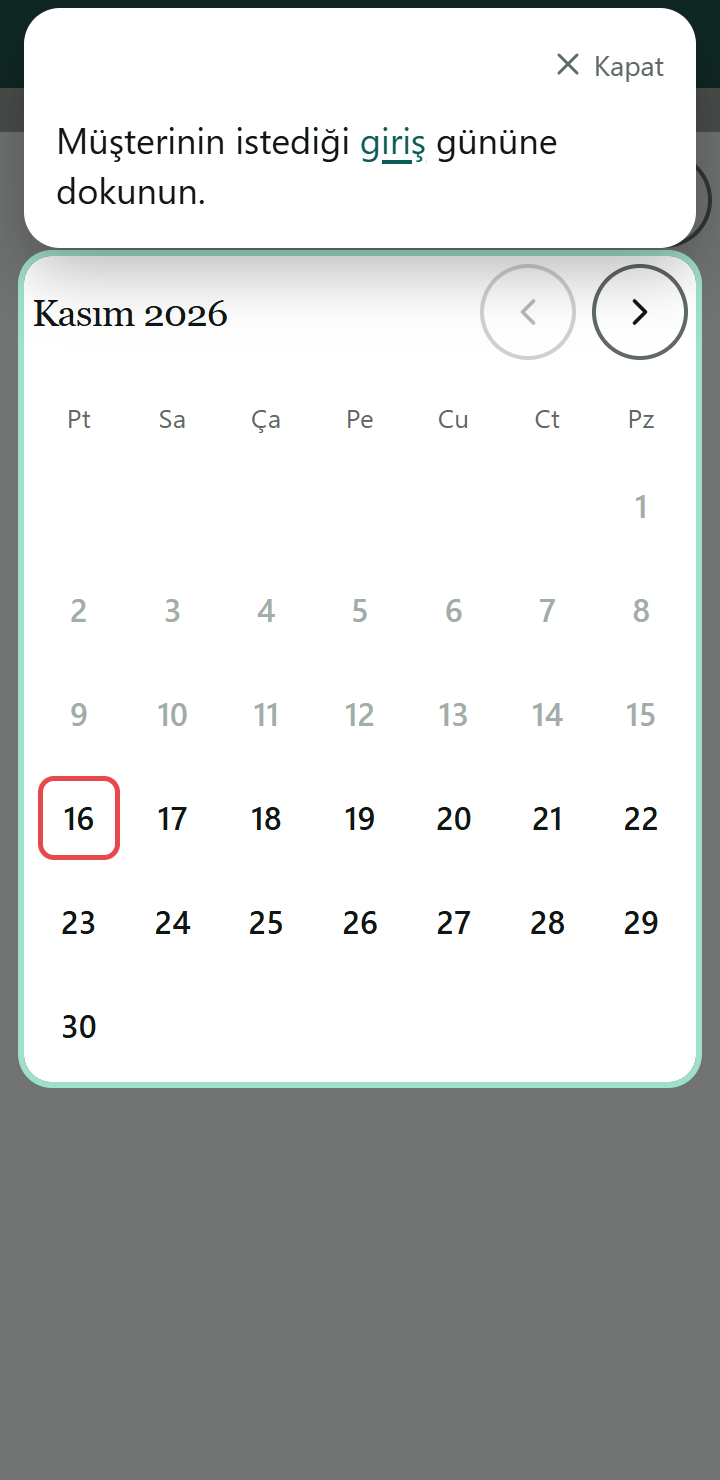 Kapat
Müşterinin istediği giriş gününe
dokunun.
Kasım 2026
Pt Sa Ça Pe Cu Ct Pz
1
2 3 4 5 6 7 8
9 10 11 12 13 14 15
16 17 18 19 20 21 22
23 24 25 26 27 28 29
30